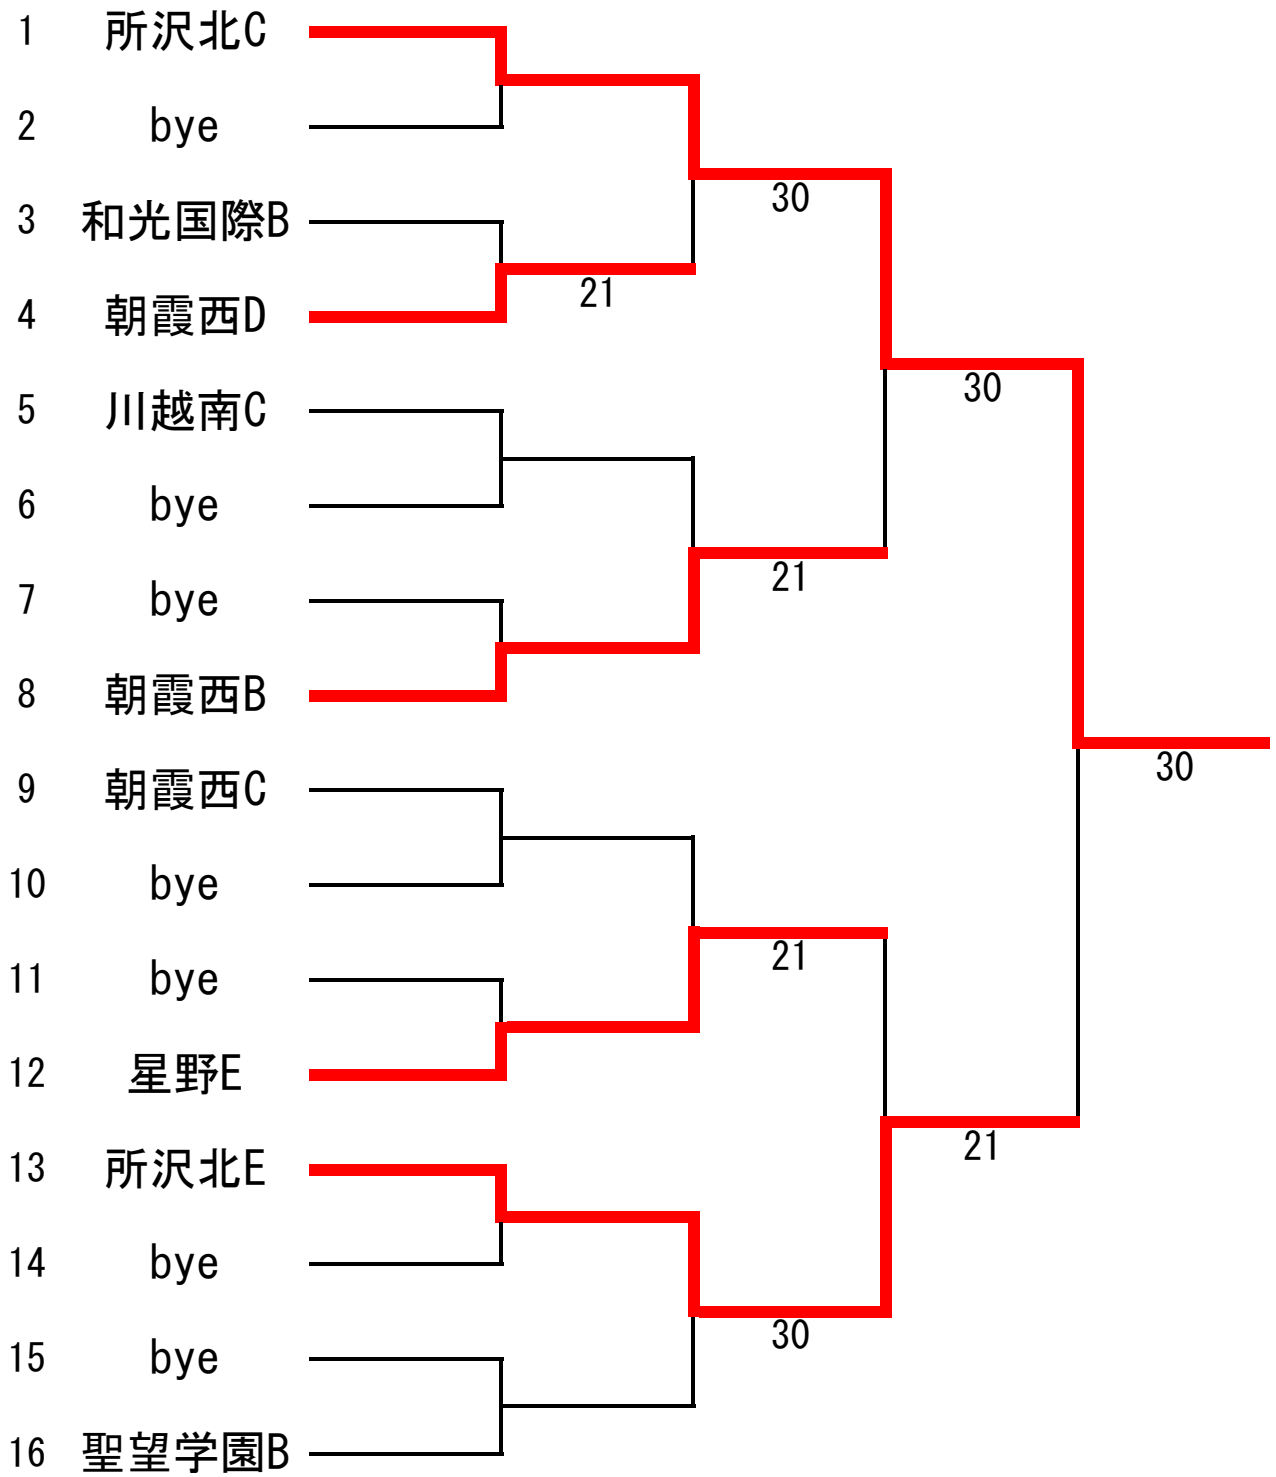 1 所沢北C
2 bye
30
3 和光国際B
21
4 朝霞西D
30
5 川越南C
6 bye
21
7 bye
8 朝霞西B
30
9 朝霞西C
10 bye
21
11 bye
12 星野E
21
13 所沢北E
14 bye
30
15 bye
16 聖望学園B